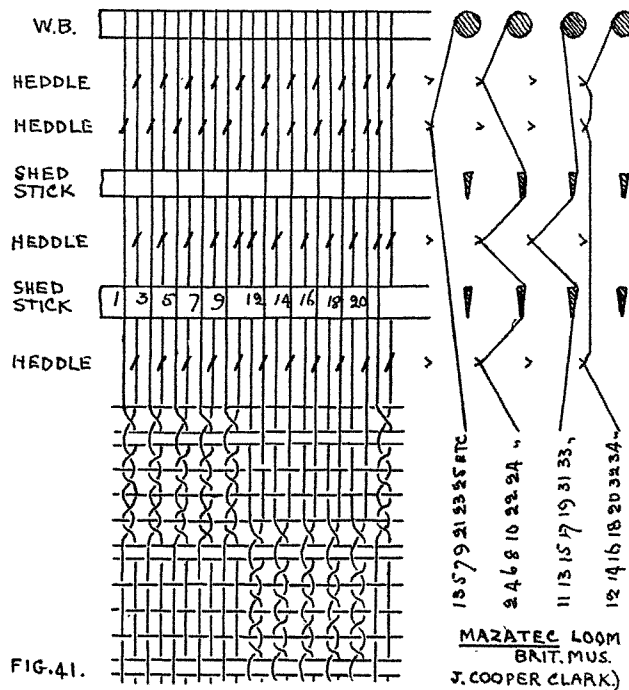 W.B.
HEDDLE
HEDDLE
SHED
STICK
HEDDLE
SHED
STICK
1 3 5 7 9 12 14 16 18 20
HEDDLE
1 3 5 7 9 21 23 25 ETC
2 4 6 8 10 22 24 "
11 13 15 17 19 31 33 "
12 14 16 18 20 32 34 "
MAZATEC LOOM
BRIT. MUS.
J. COOPER CLARK.)
FIG. 41.